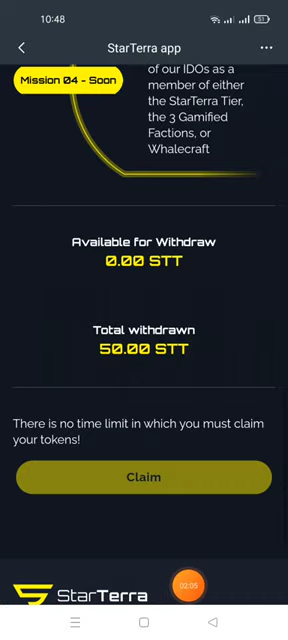 10:48
51
StarTerra app
Mission 04 - Soon
of our IDOs as a
member of either
the StarTerra Tier,
the 3 Gamified
Factions, or
Whalecraft
Available for Withdraw
0.00 STT
Total withdrawn
50.00 STT
There is no time limit in which you must claim
your tokens!
Claim
StarTerra
02:05